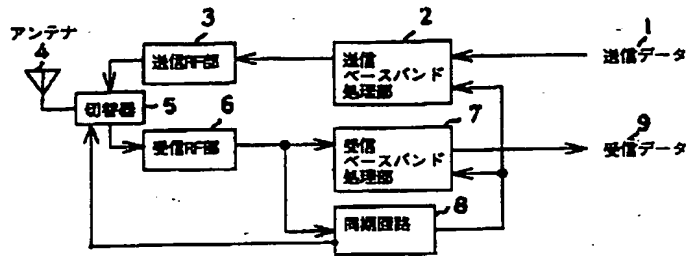 アンテナ
4
3
送信RF部
2
送信
ベースバンド
処理部
1
送信データ
切替器
5
6
受信RF部
7
受信
ベースバンド
処理部
9
受信データ
同期回路
8